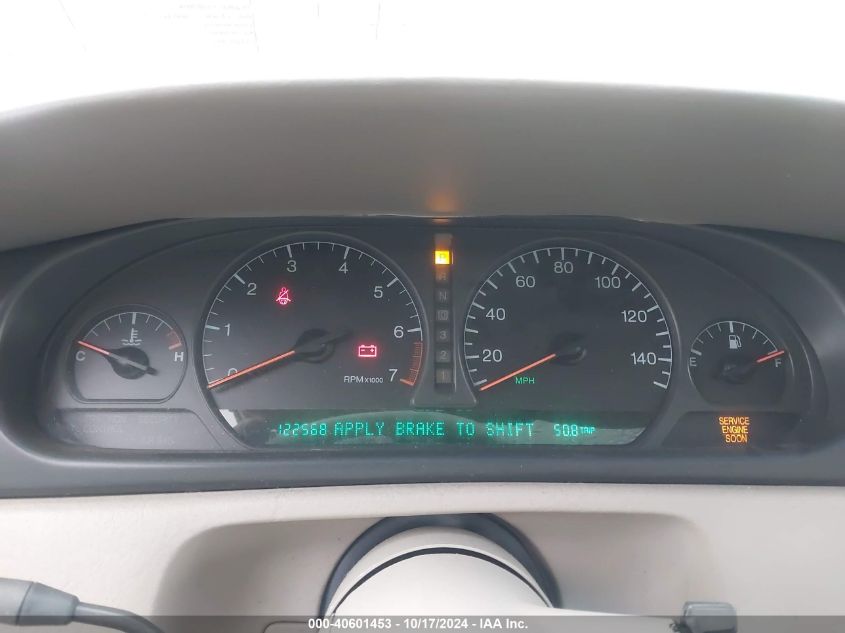 P
R
N
D
3
2
1
0
1
2
3
4
5
6
7
RPM x1000
20
40
60
80
100
120
140
MPH
C
H
E
F
122568 APPLY BRAKE TO SHIFT 50.8 TRIP
SERVICE
ENGINE
SOON
000-40601453 - 10/17/2024 - IAA Inc.